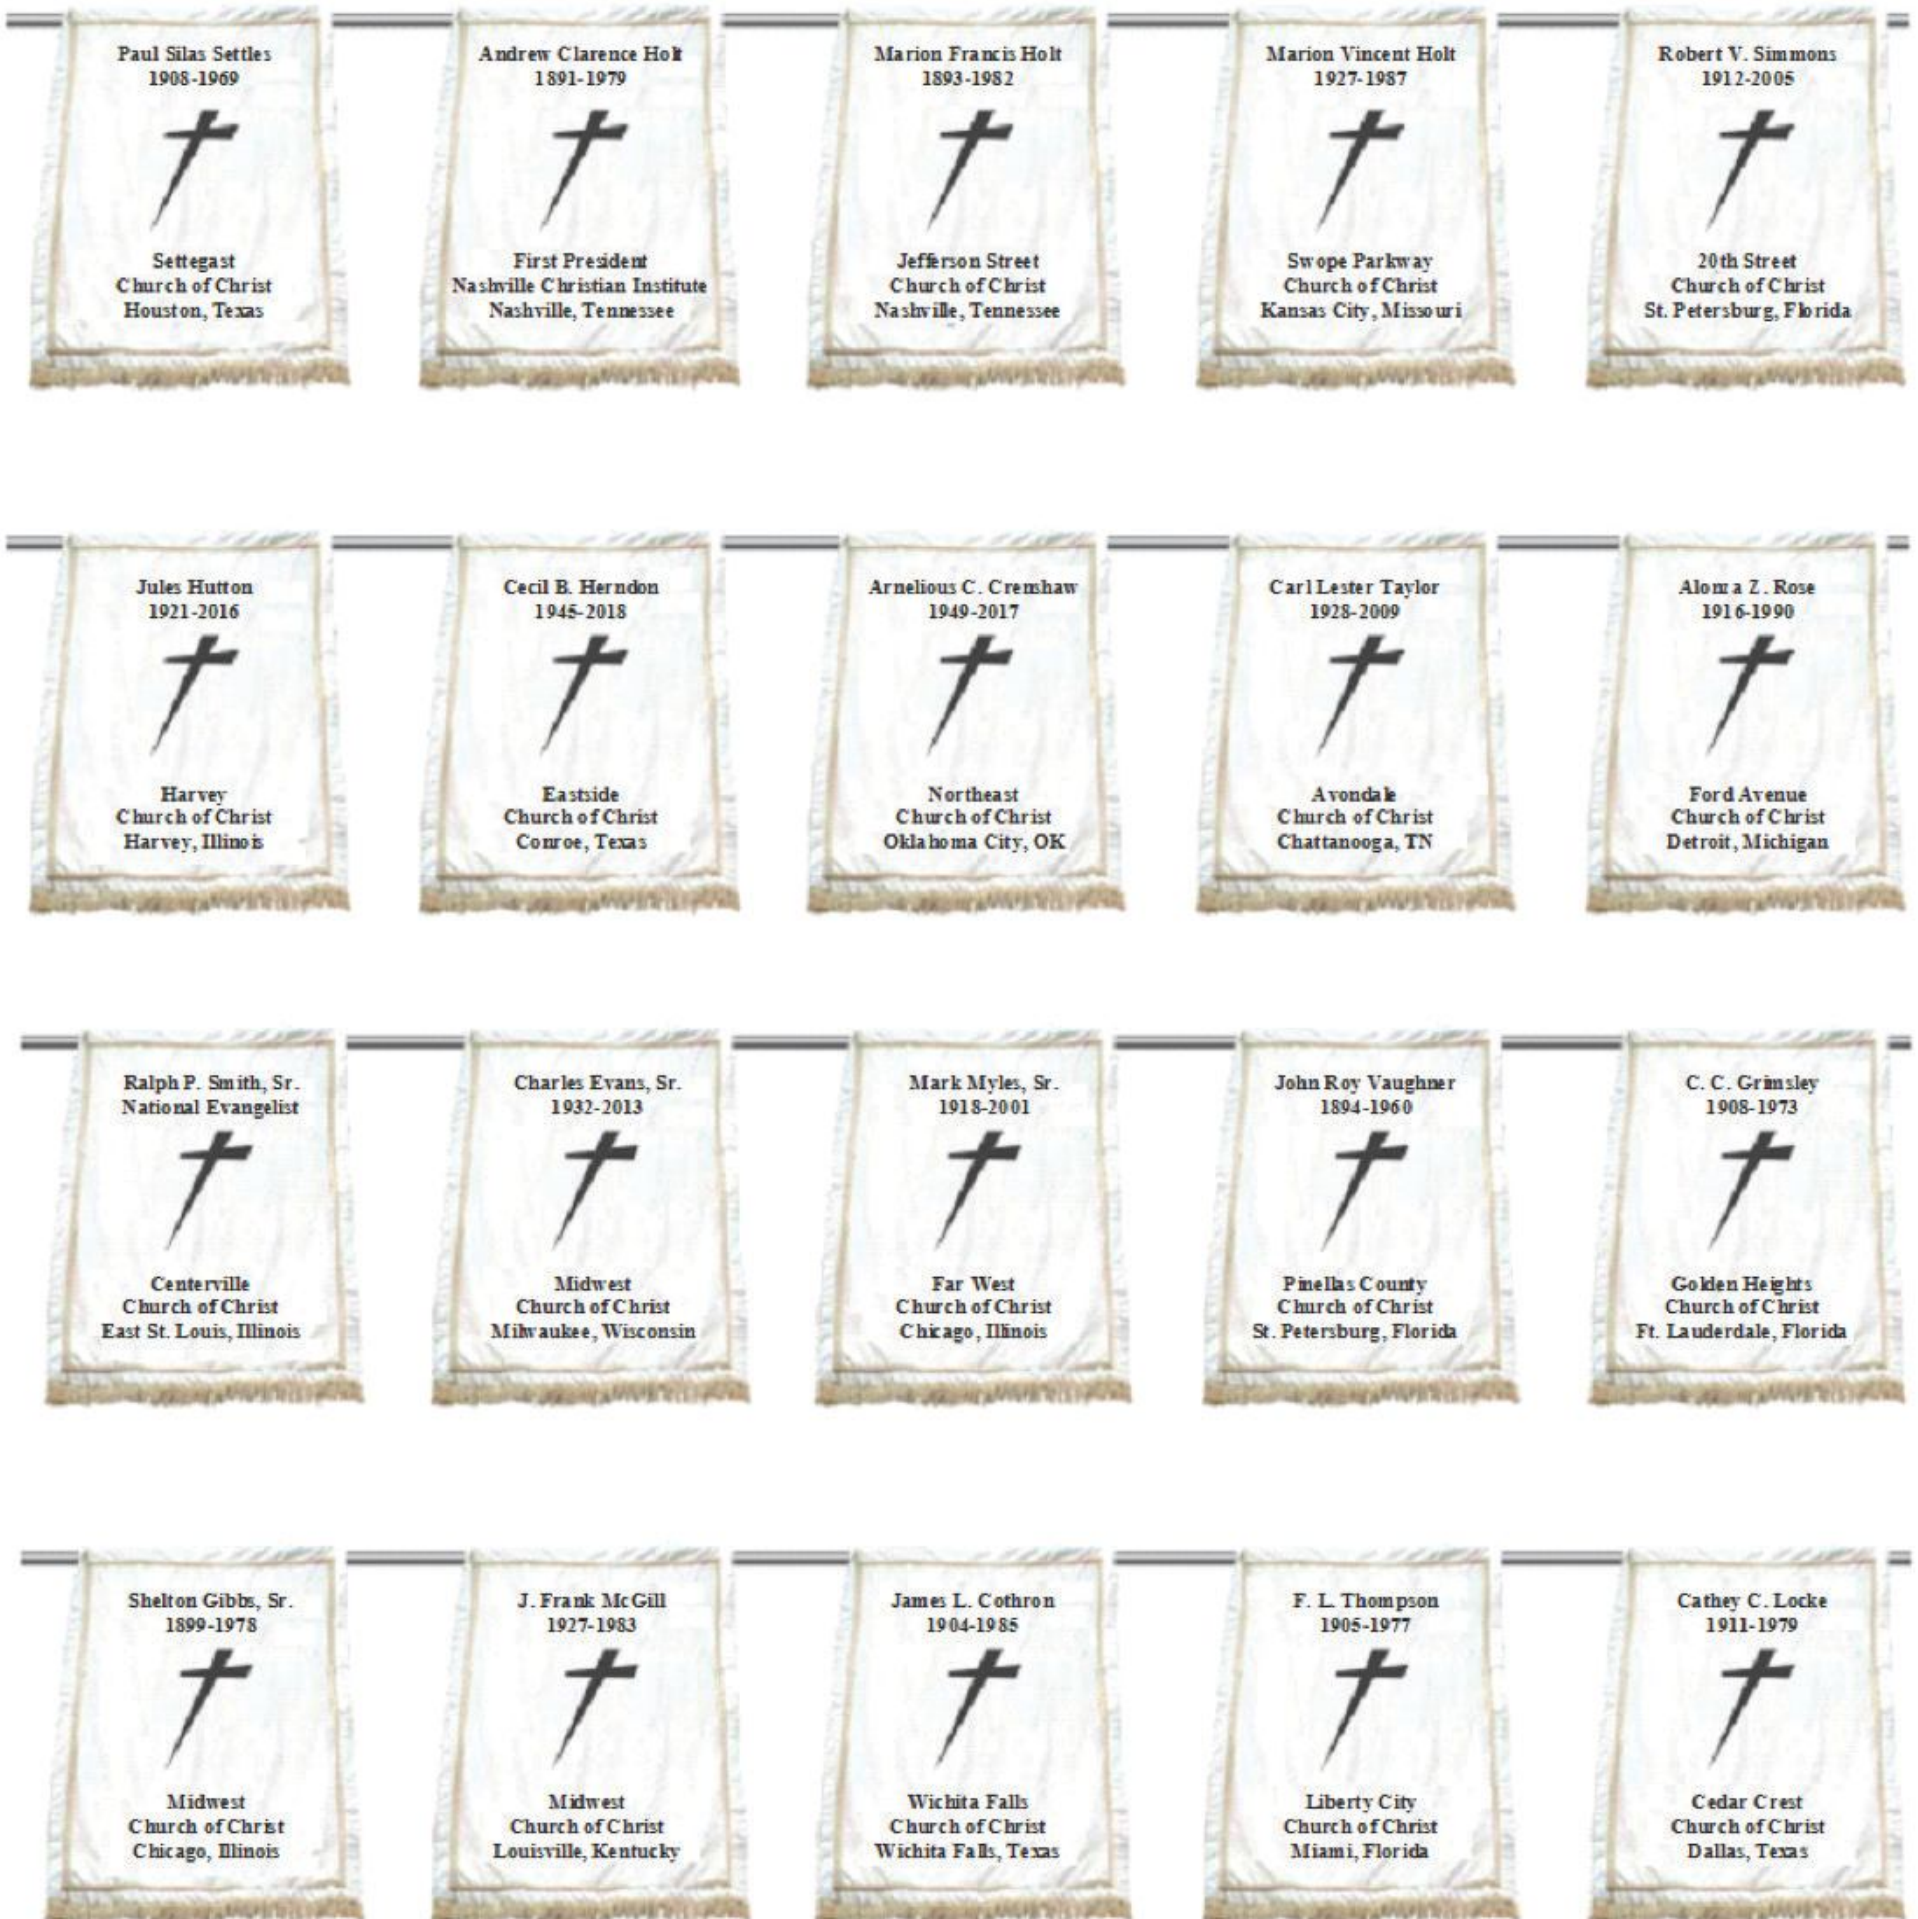 Paul Silas Settles
1908-1969
Settegast
Church of Christ
Houston, Texas
Andrew Clarence Holt
1891-1979
First President
Nashville Christian Institute
Nashville, Tennessee
Marion Francis Holt
1893-1982
Jefferson Street
Church of Christ
Nashville, Tennessee
Marion Vincent Holt
1927-1987
Swope Parkway
Church of Christ
Kansas City, Missouri
Robert V. Simmons
1912-2005
20th Street
Church of Christ
St. Petersburg, Florida
Jules Hutton
1921-2016
Harvey
Church of Christ
Harvey, Illinois
Cecil B. Herndon
1945-2018
Eastside
Church of Christ
Conroe, Texas
Arnelious C. Crenshaw
1949-2017
Northeast
Church of Christ
Oklahoma City, OK
Carl Lester Taylor
1928-2009
Avondale
Church of Christ
Chattanooga, TN
Alonza Z. Rose
1916-1990
Ford Avenue
Church of Christ
Detroit, Michigan
Ralph P. Smith, Sr.
National Evangelist
Centerville
Church of Christ
East St. Louis, Illinois
Charles Evans, Sr.
1932-2013
Midwest
Church of Christ
Milwaukee, Wisconsin
Mark Myles, Sr.
1918-2001
Far West
Church of Christ
Chicago, Illinois
John Roy Vaughner
1894-1960
Pinellas County
Church of Christ
St. Petersburg, Florida
C. C. Grimsley
1908-1973
Golden Heights
Church of Christ
Ft. Lauderdale, Florida
Shelton Gibbs, Sr.
1899-1978
Midwest
Church of Christ
Chicago, Illinois
J. Frank McGill
1927-1983
Midwest
Church of Christ
Louisville, Kentucky
James L. Cothron
1904-1985
Wichita Falls
Church of Christ
Wichita Falls, Texas
F. L. Thompson
1905-1977
Liberty City
Church of Christ
Miami, Florida
Cathey C. Locke
1911-1979
Cedar Crest
Church of Christ
Dallas, Texas